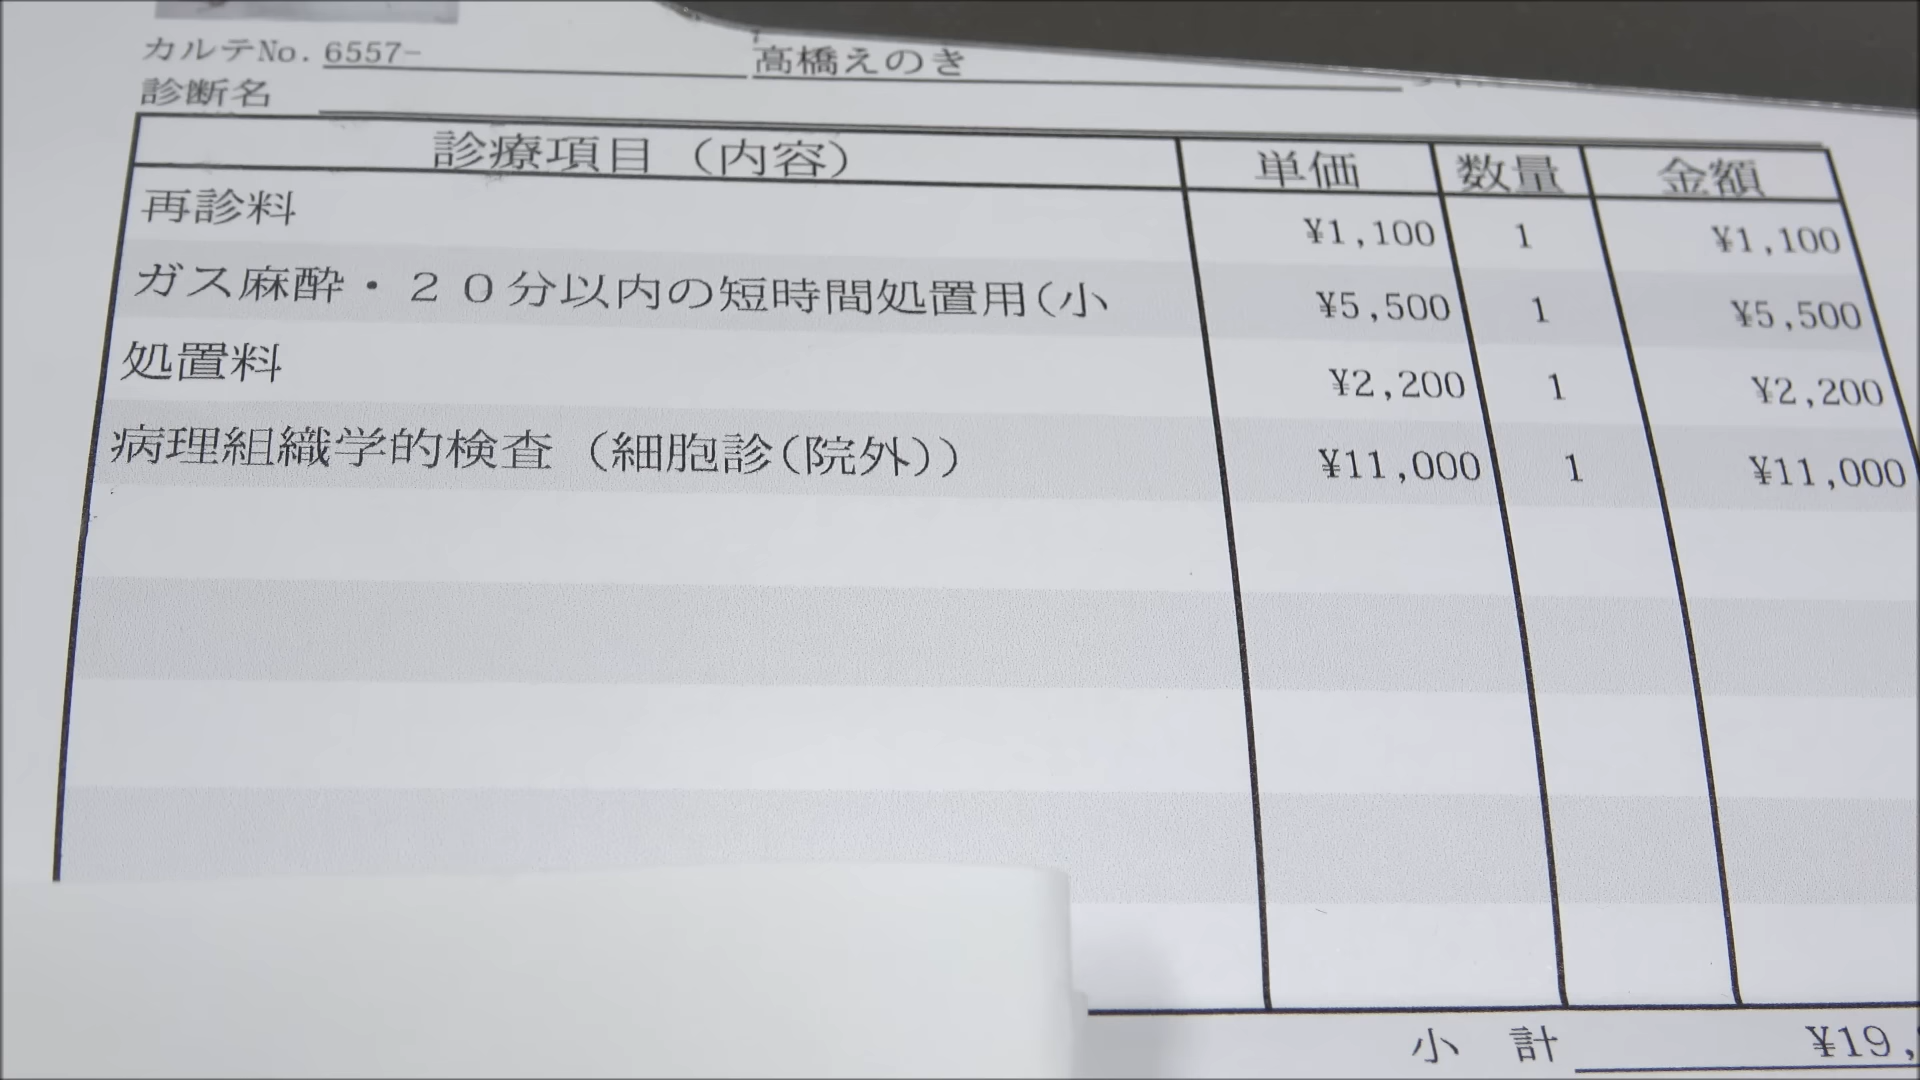 カルテNo. 6557- 高橋えのき
診断名
診療項目（内容） 単価 数量 金額
再診料 ¥1,100 1 ¥1,100
ガス麻酔・２０分以内の短時間処置用(小 ¥5,500 1 ¥5,500
処置料 ¥2,200 1 ¥2,200
病理組織学的検査（細胞診(院外)） ¥11,000 1 ¥11,000
小 計 ¥19,